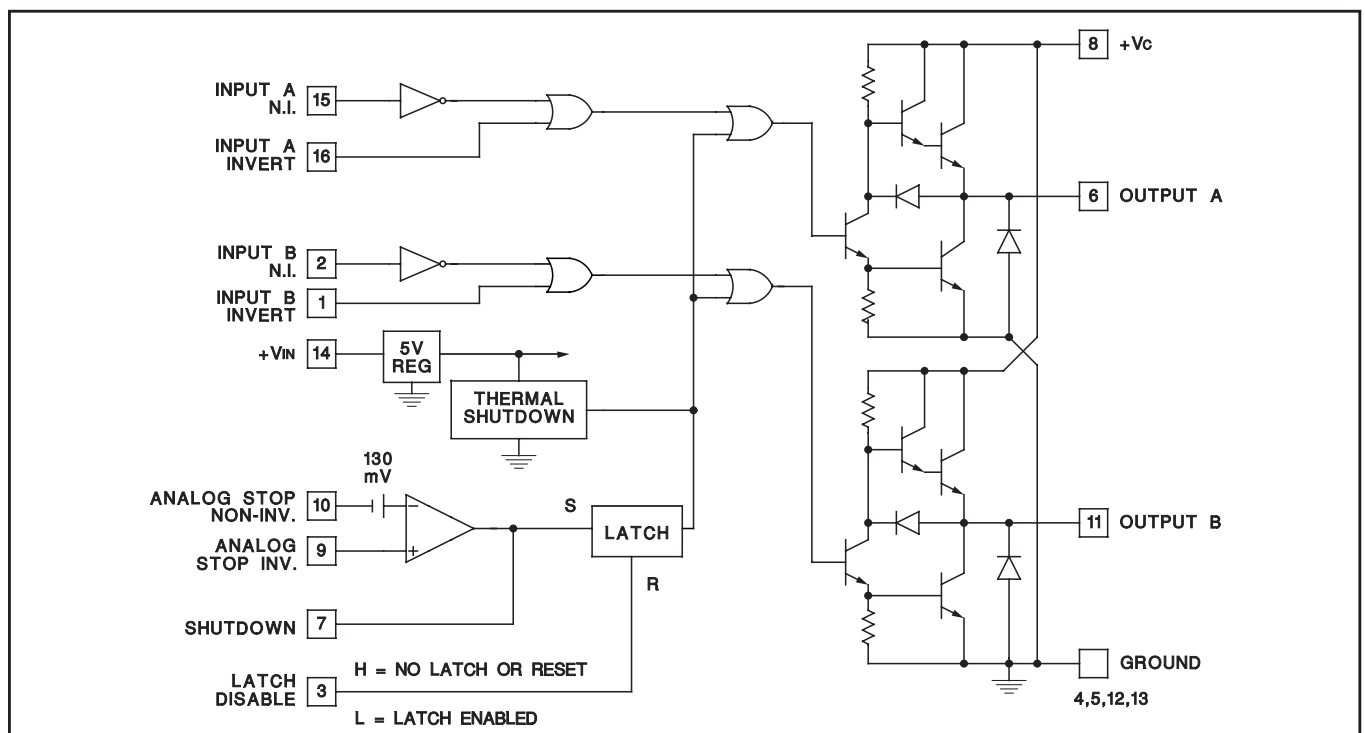 INPUT A
N.I.
15
INPUT A
INVERT
16
INPUT B
N.I.
2
INPUT B
INVERT
1
+VIN
14
5V
REG
THERMAL
SHUTDOWN
130
mV
ANALOG STOP
NON-INV.
10
−
ANALOG
STOP INV.
9
+
S
LATCH
R
SHUTDOWN
7
H = NO LATCH OR RESET
LATCH
DISABLE
3
L = LATCH ENABLED
8
+VC
6
OUTPUT A
11
OUTPUT B
GROUND
4,5,12,13